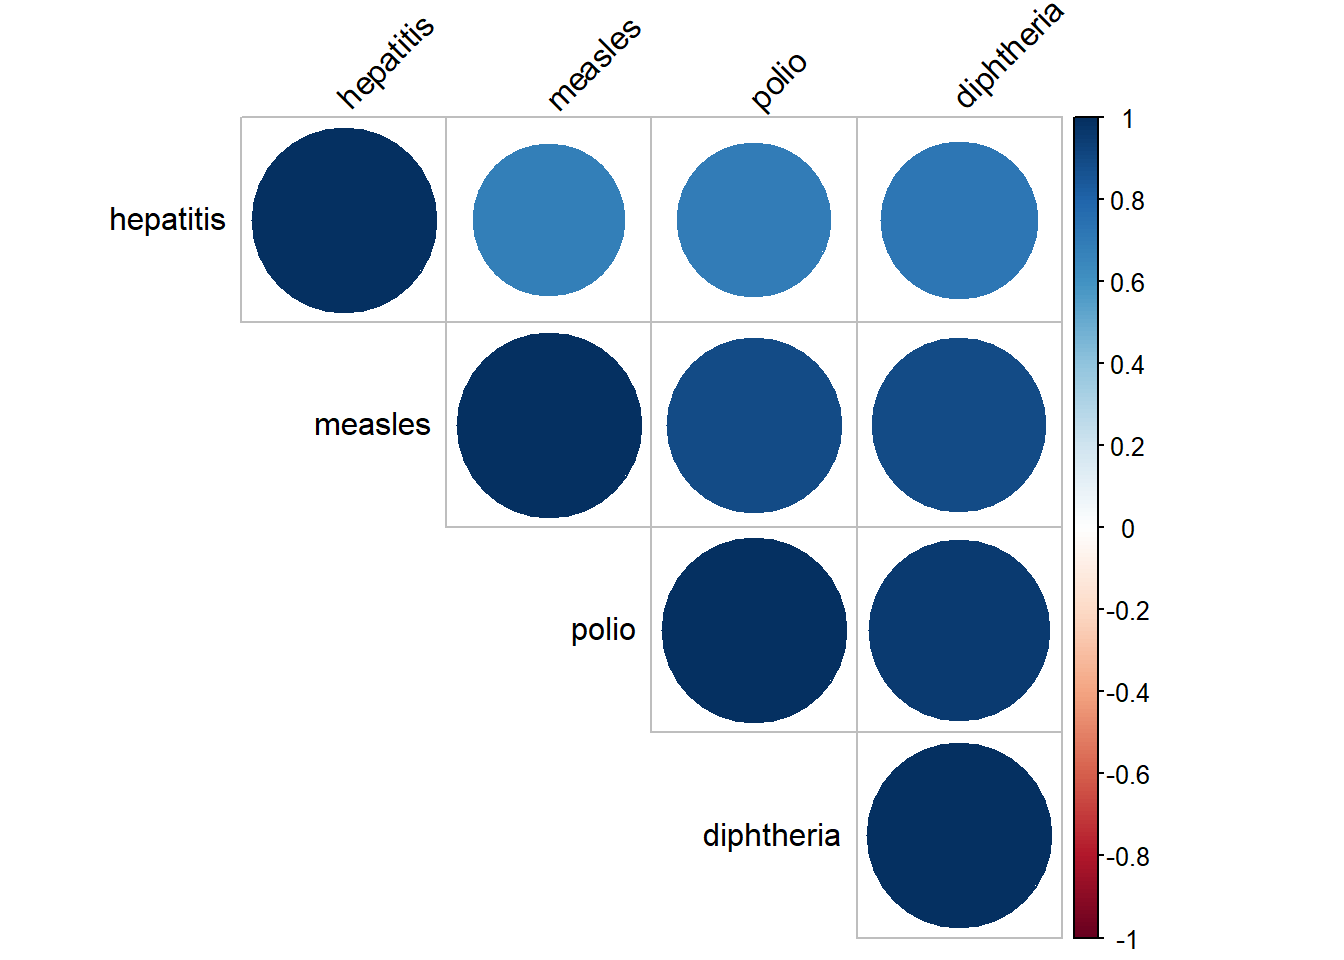 hepatitis
measles
polio
diphtheria
hepatitis
measles
polio
diphtheria
1
0.8
0.6
0.4
0.2
0
-0.2
-0.4
-0.6
-0.8
-1